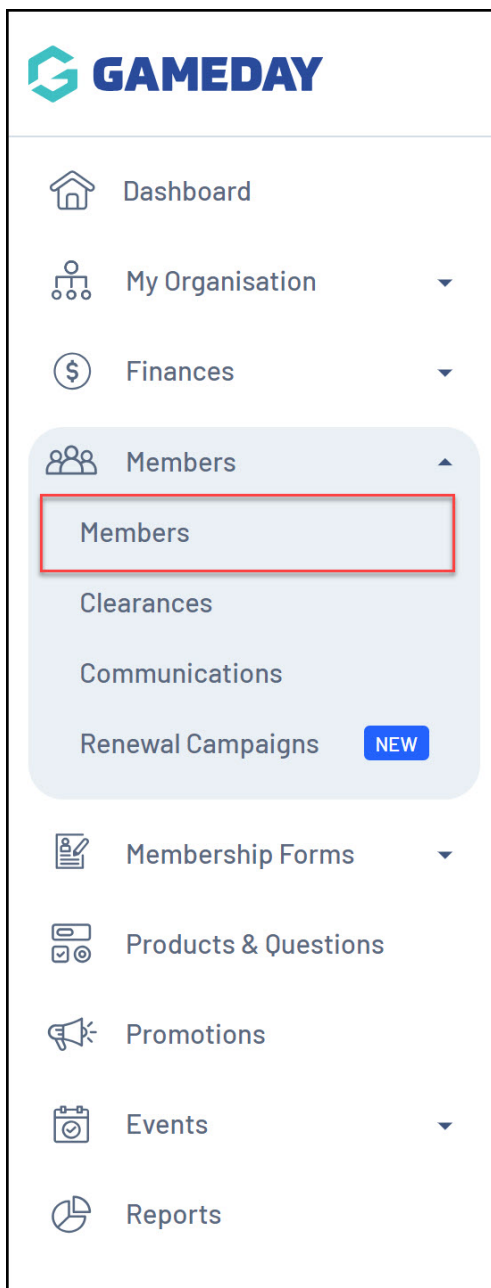 GAMEDAY
Dashboard
My Organisation
Finances
Members
Members
Clearances
Communications
Renewal Campaigns NEW
Membership Forms
Products & Questions
Promotions
Events
Reports